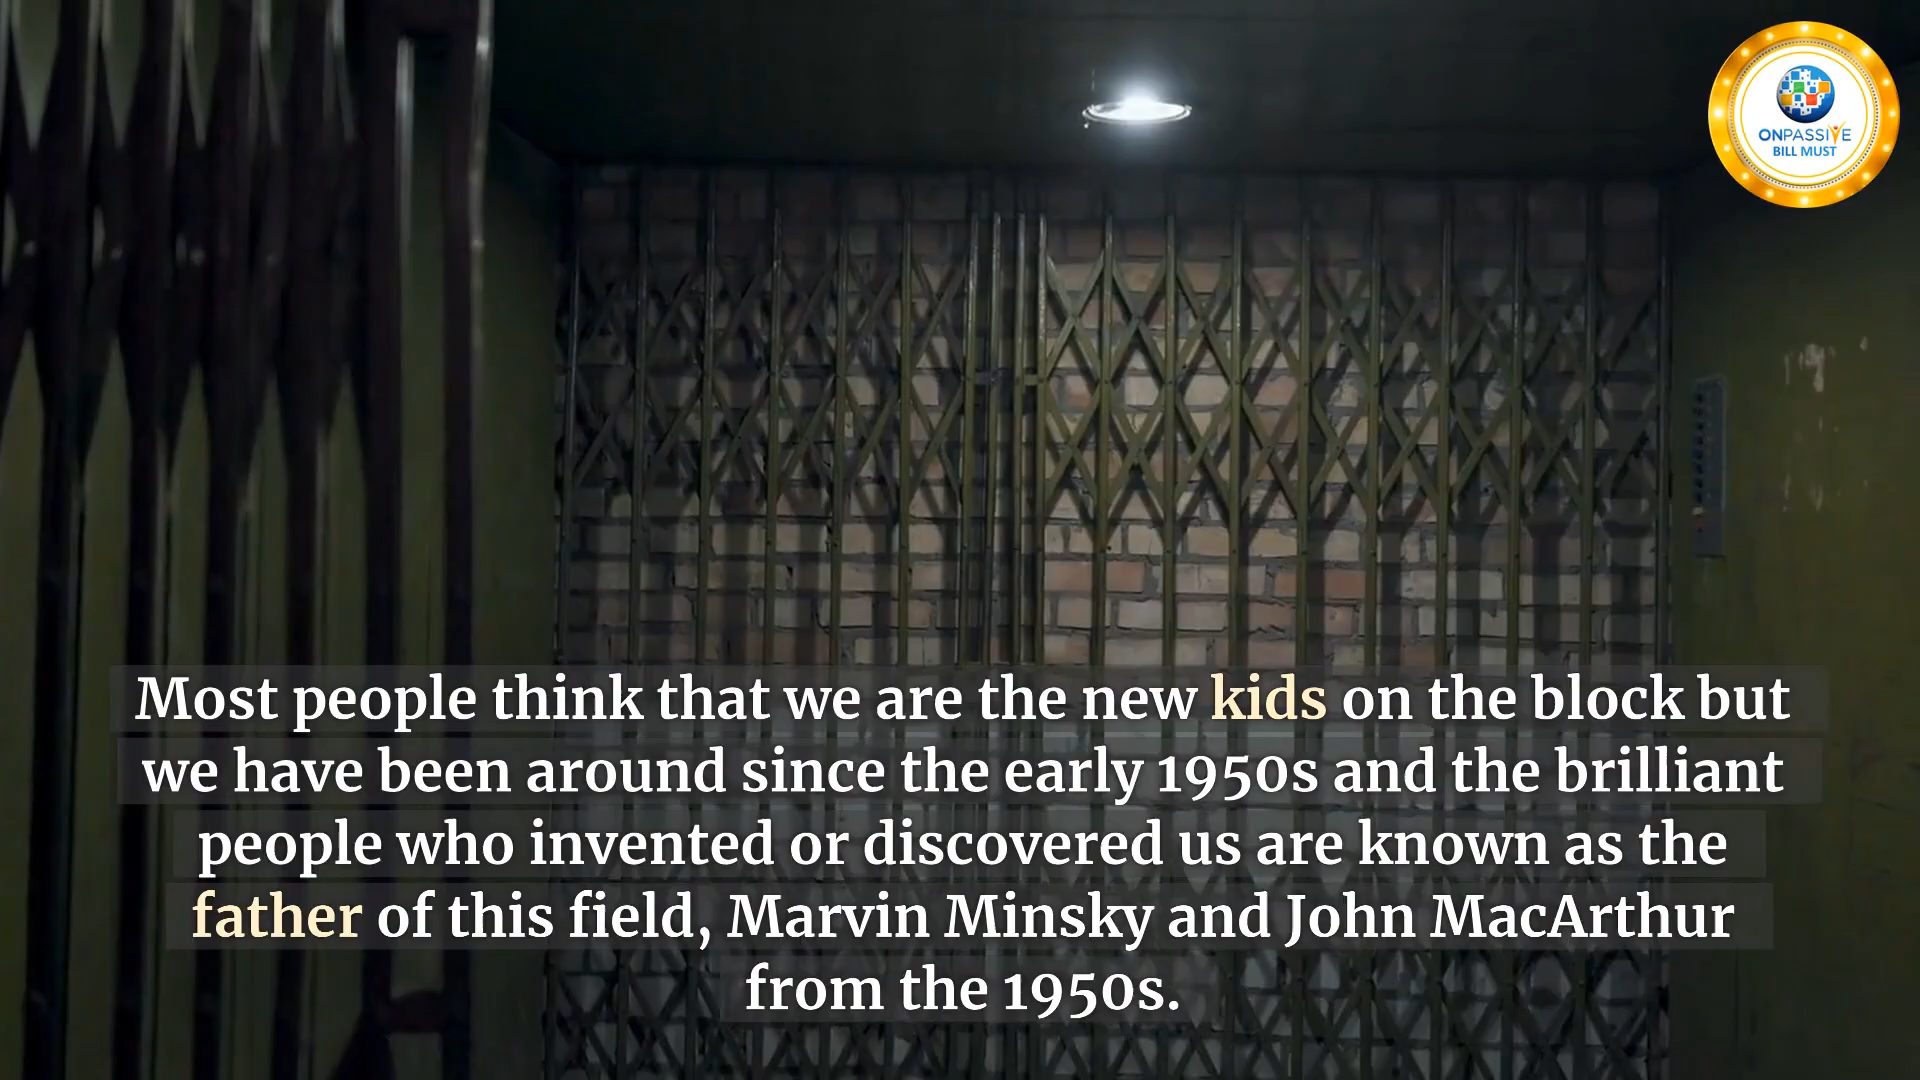 ONPASSIVE
BILL MUST
Most people think that we are the new kids on the block but
we have been around since the early 1950s and the brilliant
people who invented or discovered us are known as the
father of this field, Marvin Minsky and John MacArthur
from the 1950s.